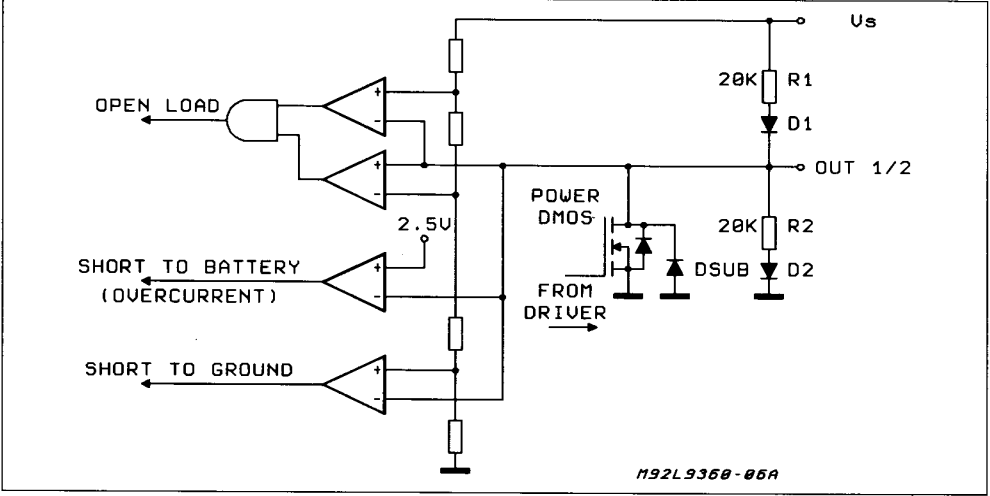 Vs
20K R1
OPEN LOAD
D1
OUT 1/2
POWER
DMOS
2.5V
20K R2
SHORT TO BATTERY
(OVERCURRENT)
DSUB
D2
FROM
DRIVER
SHORT TO GROUND
M92L9360-06A
+
-
+
-
+
-
+
-